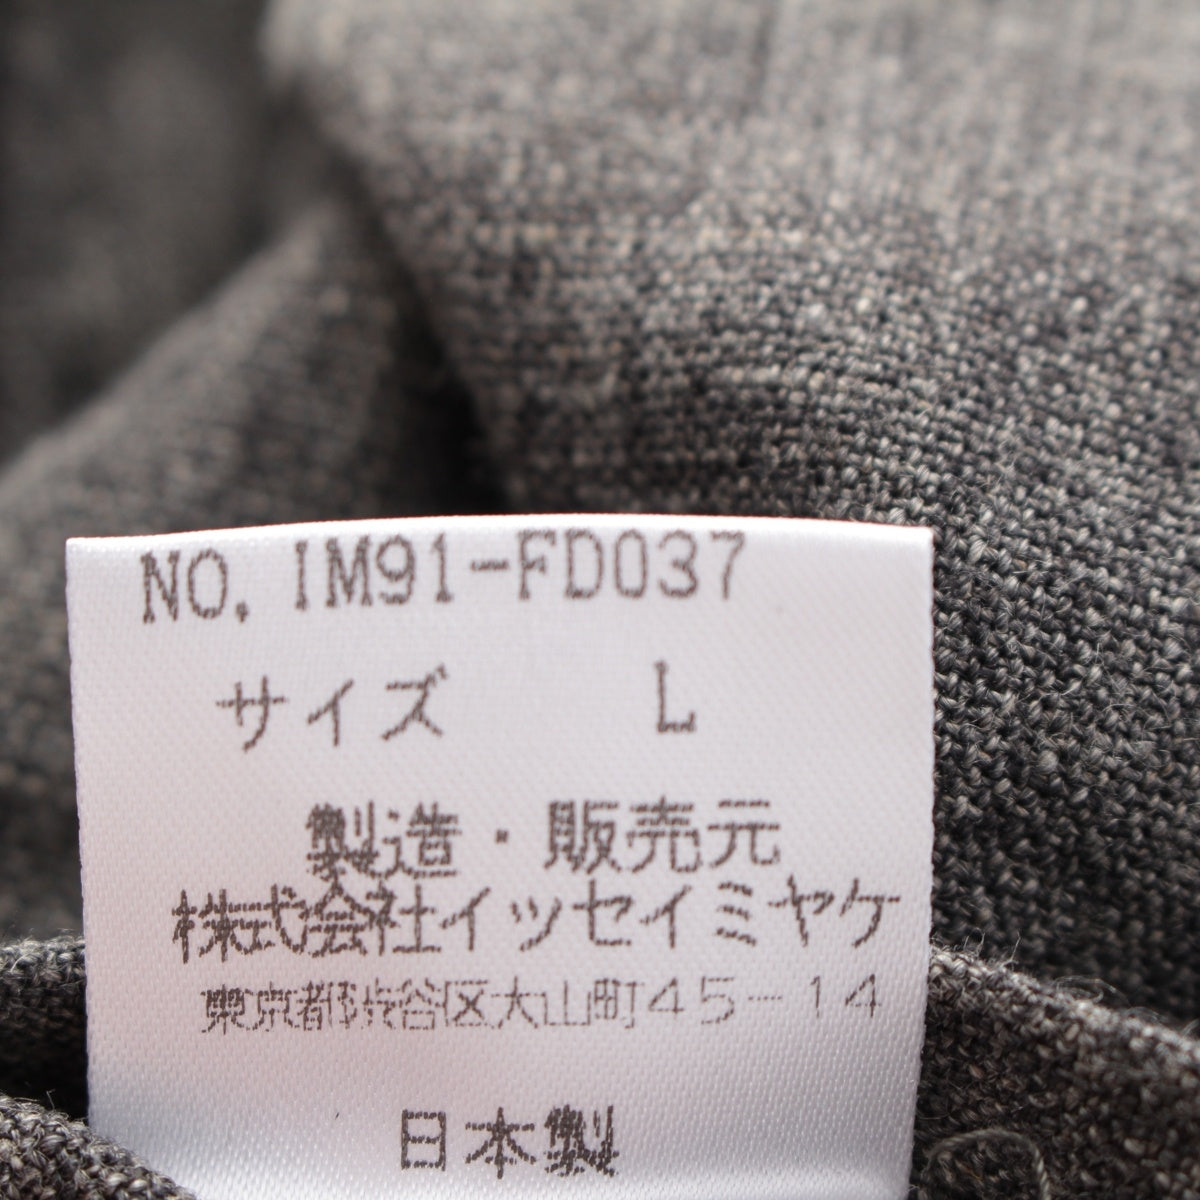 NO. IM91-FD037
サイズ L
製造・販売元
株式会社イッセイミヤケ
東京都渋谷区大山町45-14
日本製